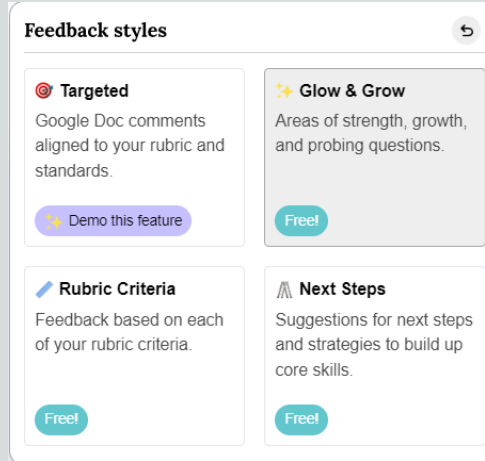 Feedback styles
🎯 Targeted
Google Doc comments
aligned to your rubric and
standards.
✨ Demo this feature
✨ Glow & Grow
Areas of strength, growth,
and probing questions.
Free!
📏 Rubric Criteria
Feedback based on each
of your rubric criteria.
Free!
Next Steps
Suggestions for next steps
and strategies to build up
core skills.
Free!